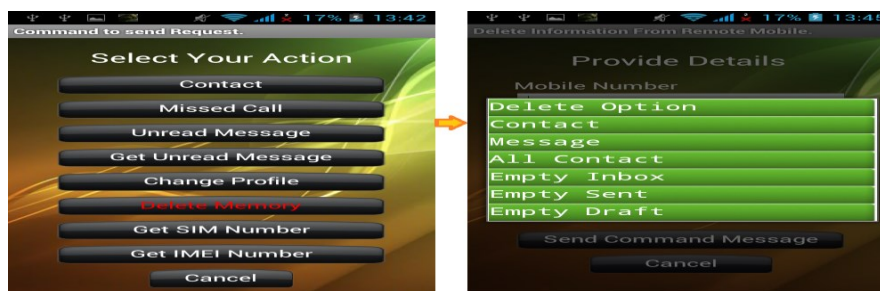 17% 13:42
Command to send Request.
Select Your Action
Contact
Missed Call
Unread Message
Get Unread Message
Change Profile
Delete Memory
Get SIM Number
Get IMEI Number
Cancel
17% 13:45
Delete Information From Remote Mobile.
Provide Details
Mobile Number
Delete Option
Contact
Message
All Contact
Empty Inbox
Empty Sent
Empty Draft
Send Command Message
Cancel